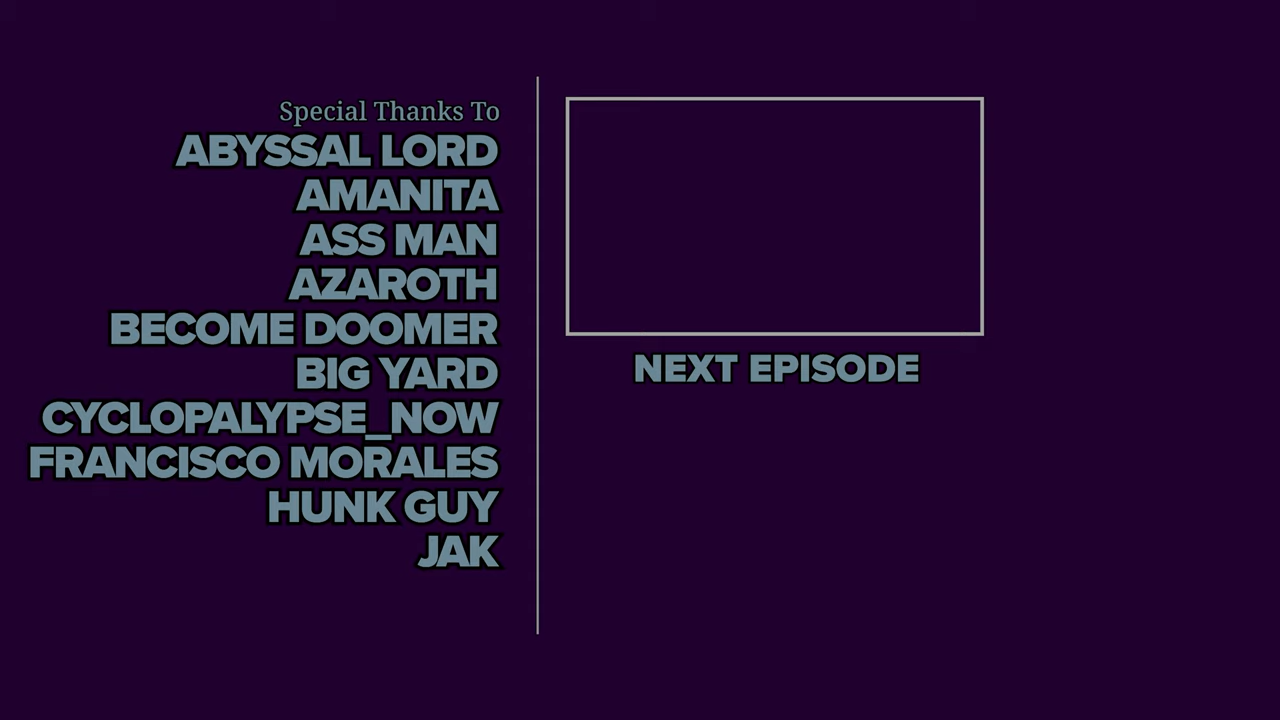 Special Thanks To
ABYSSAL LORD
AMANITA
ASS MAN
AZAROTH
BECOME DOOMER
BIG YARD
CYCLOPALYPSE_NOW
FRANCISCO MORALES
HUNK GUY
JAK
NEXT EPISODE